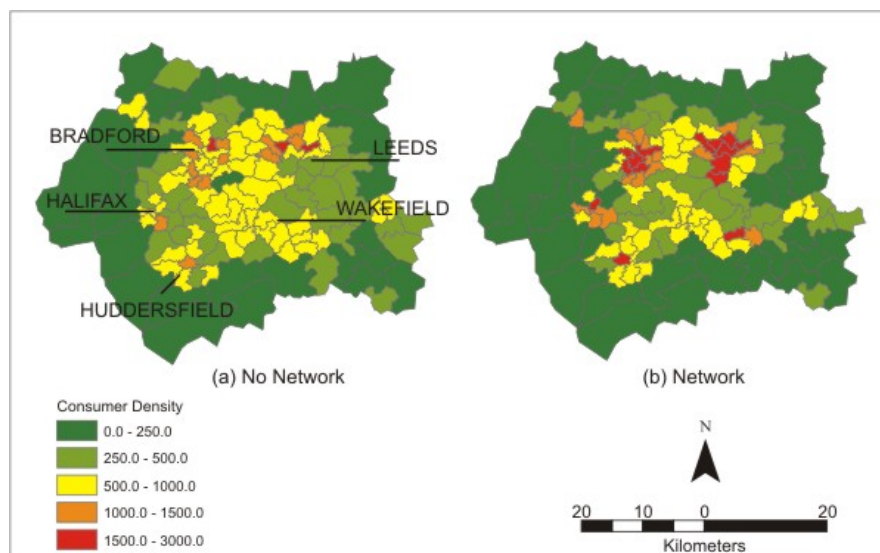 BRADFORD
LEEDS
HALIFAX
WAKEFIELD
HUDDERSFIELD
(a) No Network
(b) Network
Consumer Density
0.0 - 250.0
250.0 - 500.0
500.0 - 1000.0
1000.0 - 1500.0
1500.0 - 3000.0
N
20 10 0 20
Kilometers